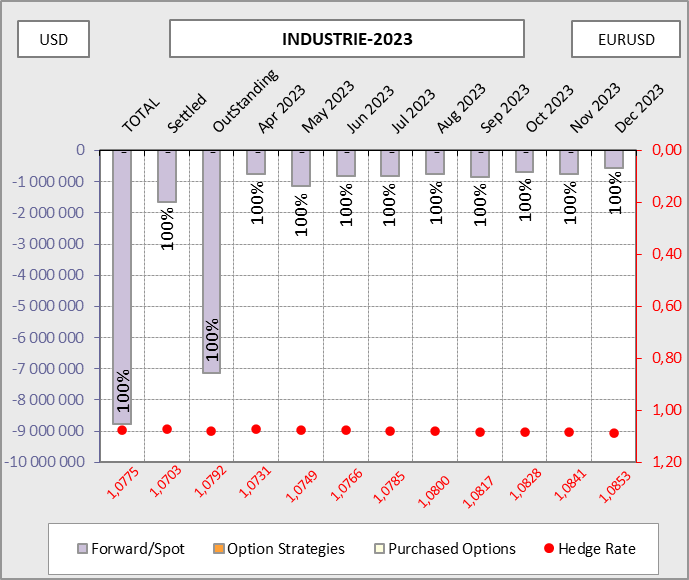 USD
INDUSTRIE-2023
EURUSD
TOTAL
Settled
OutStanding
Apr 2023
May 2023
Jun 2023
Jul 2023
Aug 2023
Sep 2023
Oct 2023
Nov 2023
Dec 2023
0
-1 000 000
-2 000 000
-3 000 000
-4 000 000
-5 000 000
-6 000 000
-7 000 000
-8 000 000
-9 000 000
-10 000 000
100%
100%
100%
100%
100%
100%
100%
100%
100%
100%
100%
100%
0,00
0,20
0,40
0,60
0,80
1,00
1,20
1,0775
1,0703
1,0792
1,0731
1,0749
1,0766
1,0785
1,0800
1,0817
1,0828
1,0841
1,0853
Forward/Spot
Option Strategies
Purchased Options
Hedge Rate